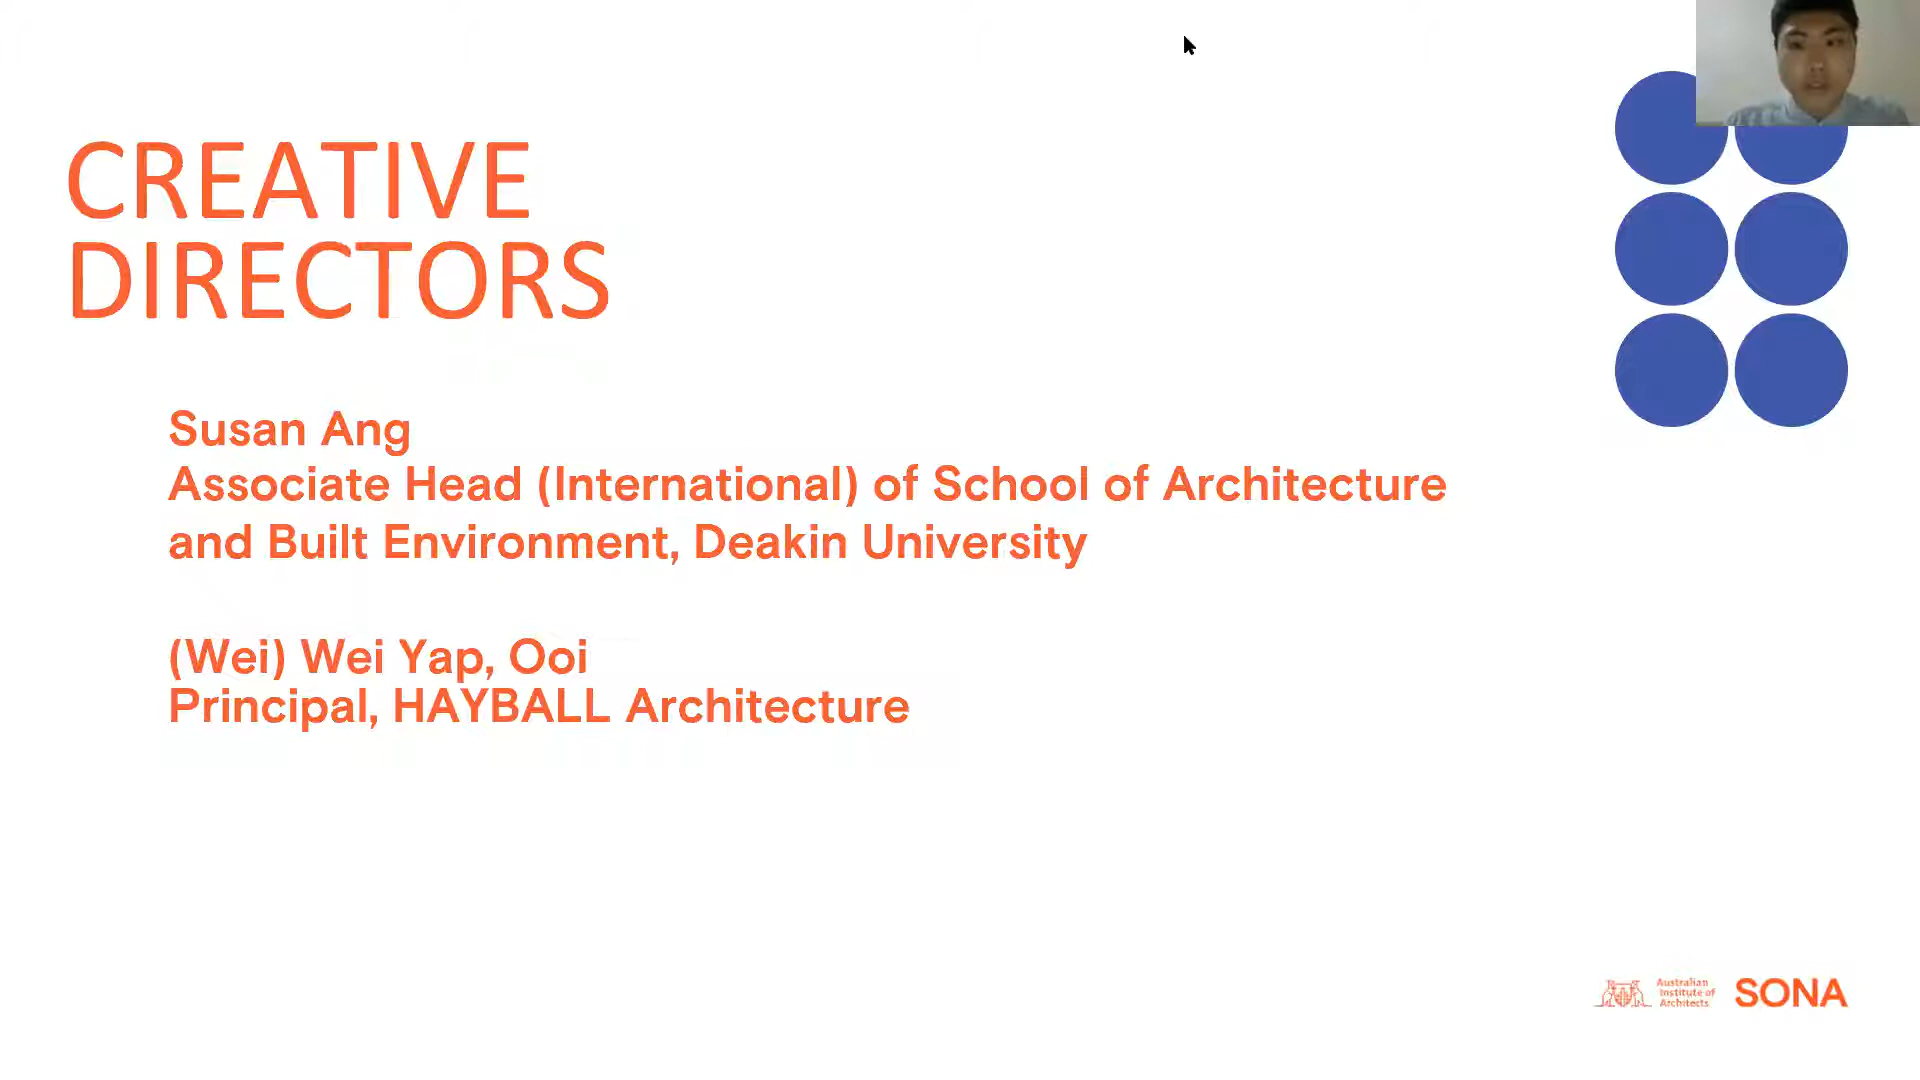 CREATIVE
DIRECTORS
Susan Ang
Associate Head (International) of School of Architecture
and Built Environment, Deakin University
(Wei) Wei Yap, Ooi
Principal, HAYBALL Architecture
Australian
Institute of
Architects
SONA